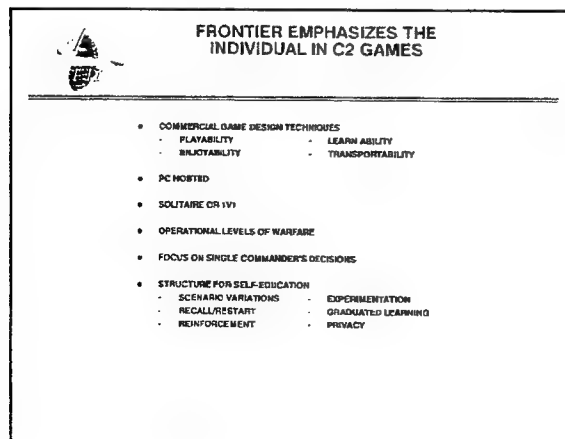 FRONTIER EMPHASIZES THE
INDIVIDUAL IN C2 GAMES
• COMMERCIAL GAME DESIGN TECHNIQUES
- PLAYABILITY - LEARN ABILITY
- ENJOYABILITY - TRANSPORTABILITY
• PC HOSTED
• SOLITAIRE OR 1V1
• OPERATIONAL LEVELS OF WARFARE
• FOCUS ON SINGLE COMMANDER'S DECISIONS
• STRUCTURE FOR SELF-EDUCATION
- SCENARIO VARIATIONS - EXPERIMENTATION
- RECALL/RESTART - GRADUATED LEARNING
- REINFORCEMENT - PRIVACY